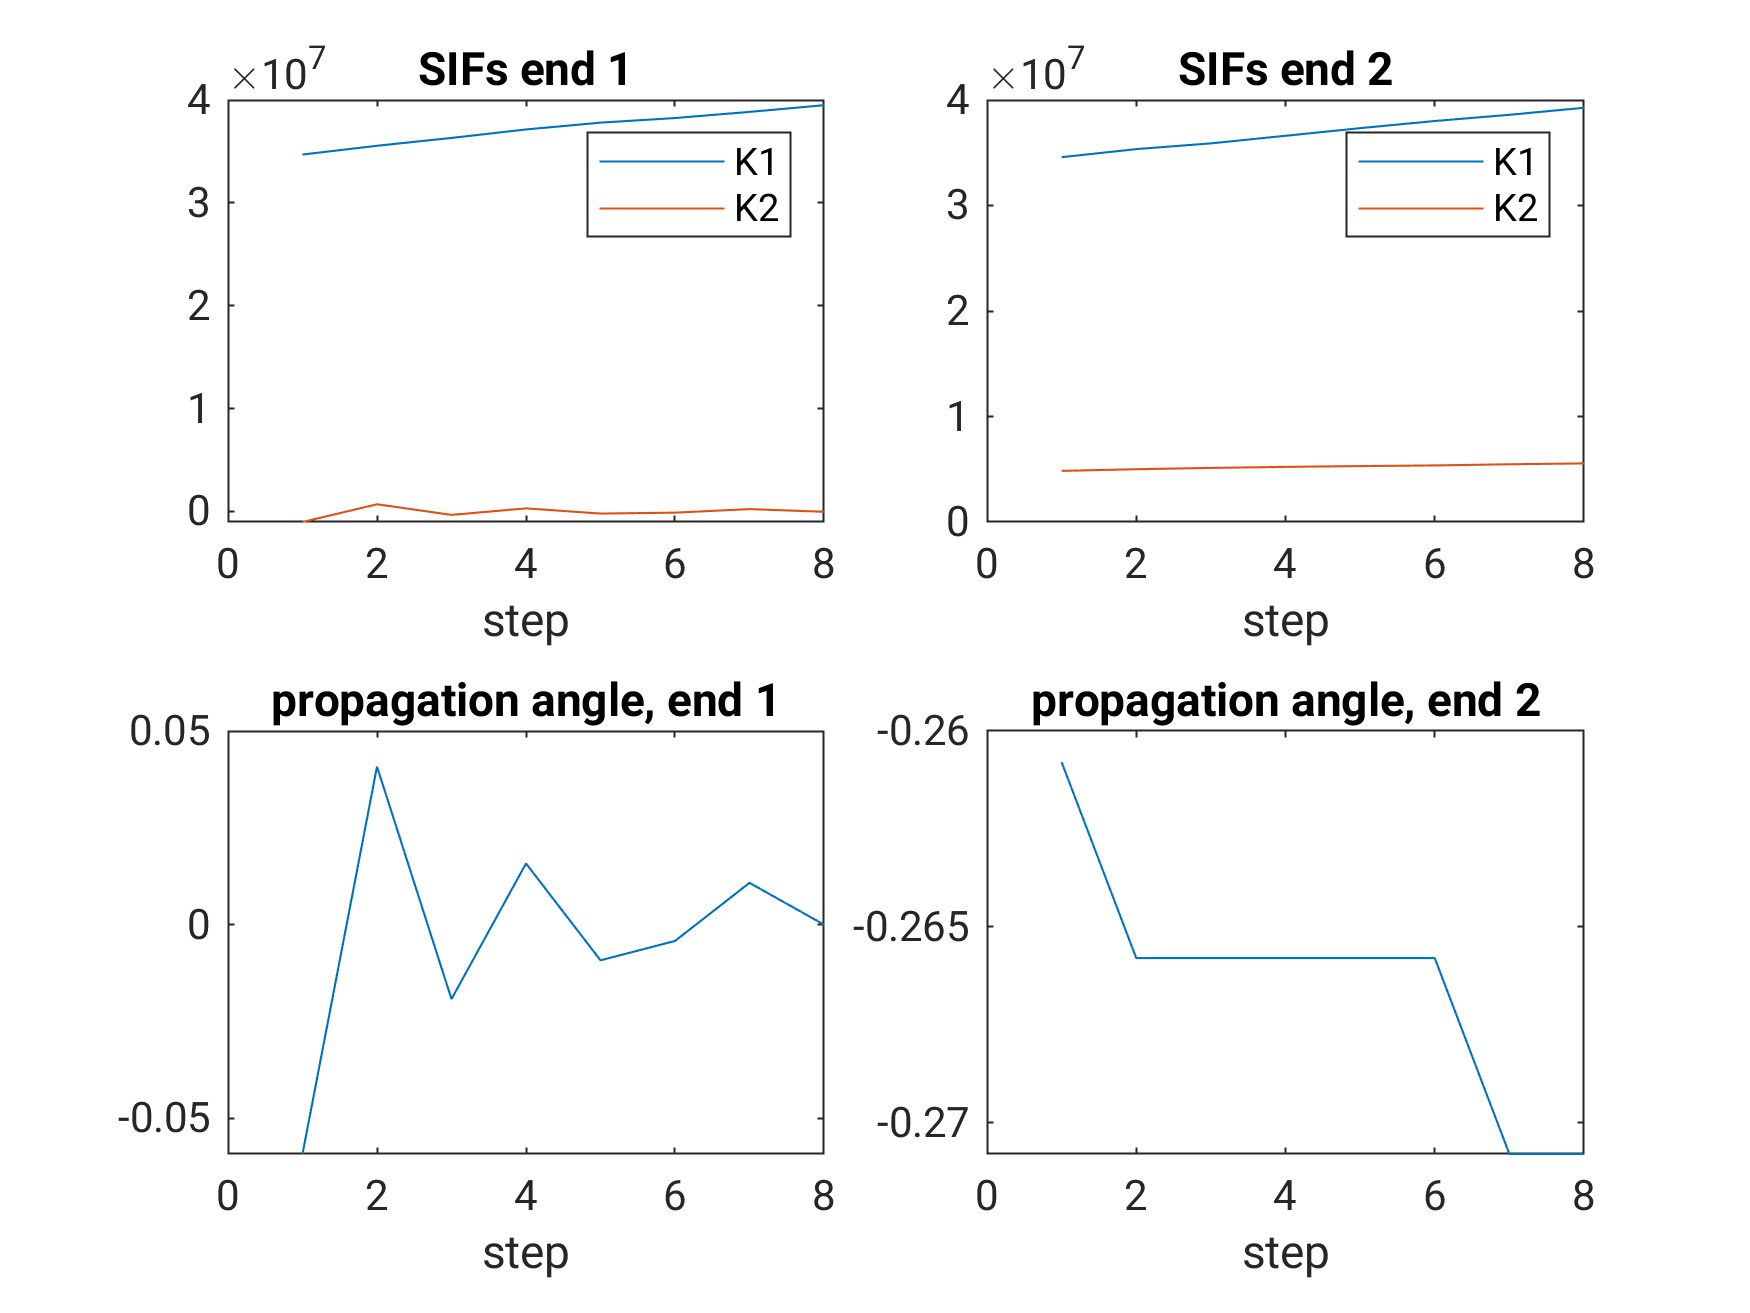 ×10^7 SIFs end 1
4
3
2
1
0
K1
K2
0 2 4 6 8
step
×10^7 SIFs end 2
4
3
2
1
0
K1
K2
0 2 4 6 8
step
propagation angle, end 1
0.05
0
-0.05
0 2 4 6 8
step
propagation angle, end 2
-0.26
-0.265
-0.27
0 2 4 6 8
step